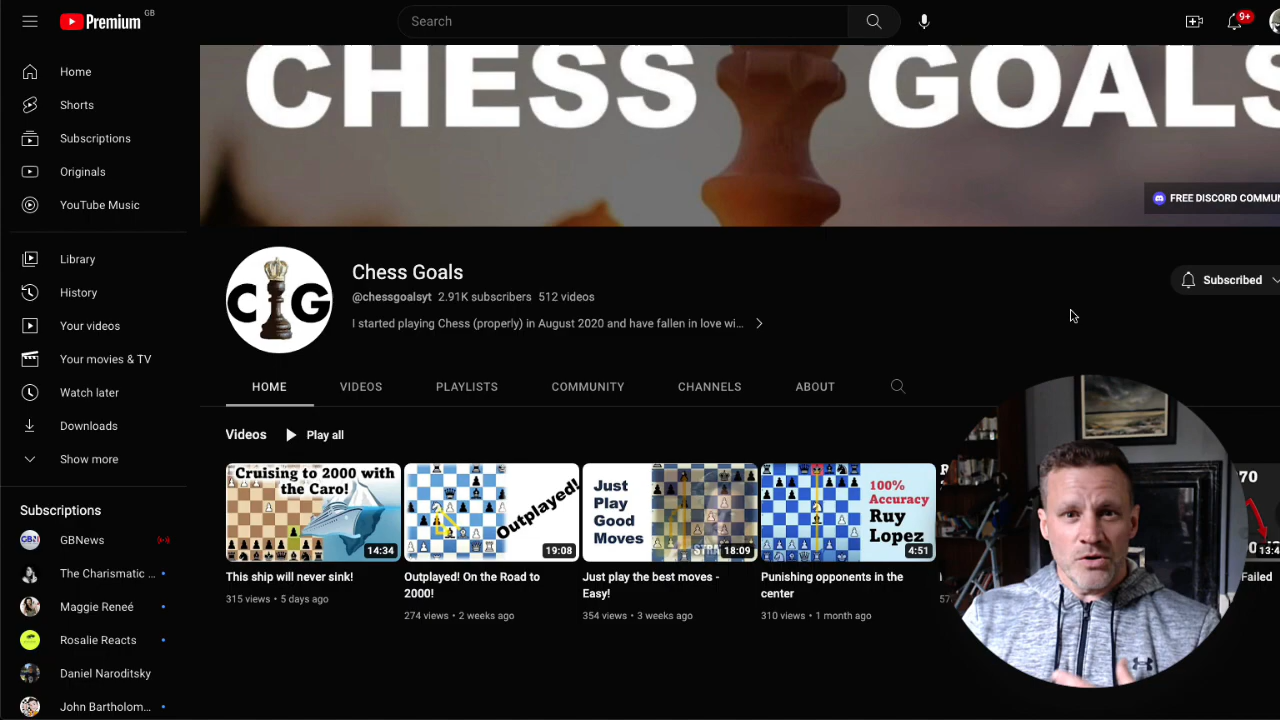 Premium GB
Search
9+
Home
Shorts
Subscriptions
Originals
YouTube Music
Library
History
Your videos
Your movies & TV
Watch later
Downloads
Show more
Subscriptions
GBNews
The Charismatic ...
Maggie Reneé
Rosalie Reacts
Daniel Naroditsky
John Bartholom...
CHESS GOALS
FREE DISCORD COMMUN
C G
Chess Goals
@chessgoalsyt 2.91K subscribers 512 videos
I started playing Chess (properly) in August 2020 and have fallen in love wi...
Subscribed
HOME VIDEOS PLAYLISTS COMMUNITY CHANNELS ABOUT
Videos Play all
Cruising to 2000 with
the Caro!
14:34
This ship will never sink!
315 views • 5 days ago
Outplayed!
19:08
Outplayed! On the Road to
2000!
274 views • 2 weeks ago
Just
Play
Good
Moves
18:09
Just play the best moves -
Easy!
354 views • 3 weeks ago
100%
Accuracy
Ruy
Lopez
4:51
Punishing opponents in the
center
310 views • 1 month ago
70
13:4
Failed